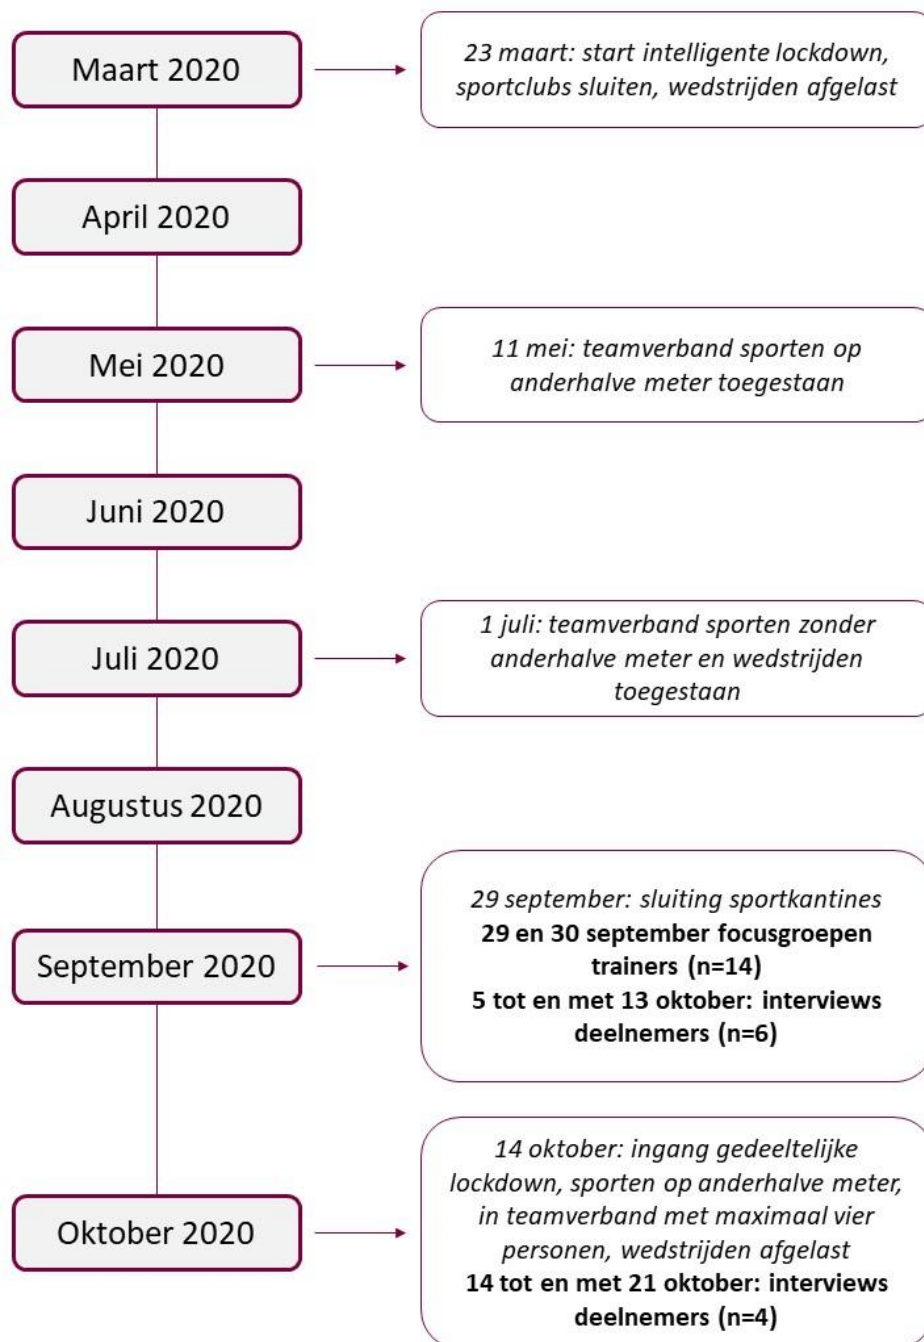 Maart 2020
23 maart: start intelligente lockdown,
sportclubs sluiten, wedstrijden afgelast
April 2020
Mei 2020
11 mei: teamverband sporten op
anderhalve meter toegestaan
Juni 2020
Juli 2020
1 juli: teamverband sporten zonder
anderhalve meter en wedstrijden
toegestaan
Augustus 2020
September 2020
29 september: sluiting sportkantines
29 en 30 september focusgroepen
trainers (n=14)
5 tot en met 13 oktober: interviews
deelnemers (n=6)
Oktober 2020
14 oktober: ingang gedeeltelijke
lockdown, sporten op anderhalve meter,
in teamverband met maximaal vier
personen, wedstrijden afgelast
14 tot en met 21 oktober: interviews
deelnemers (n=4)